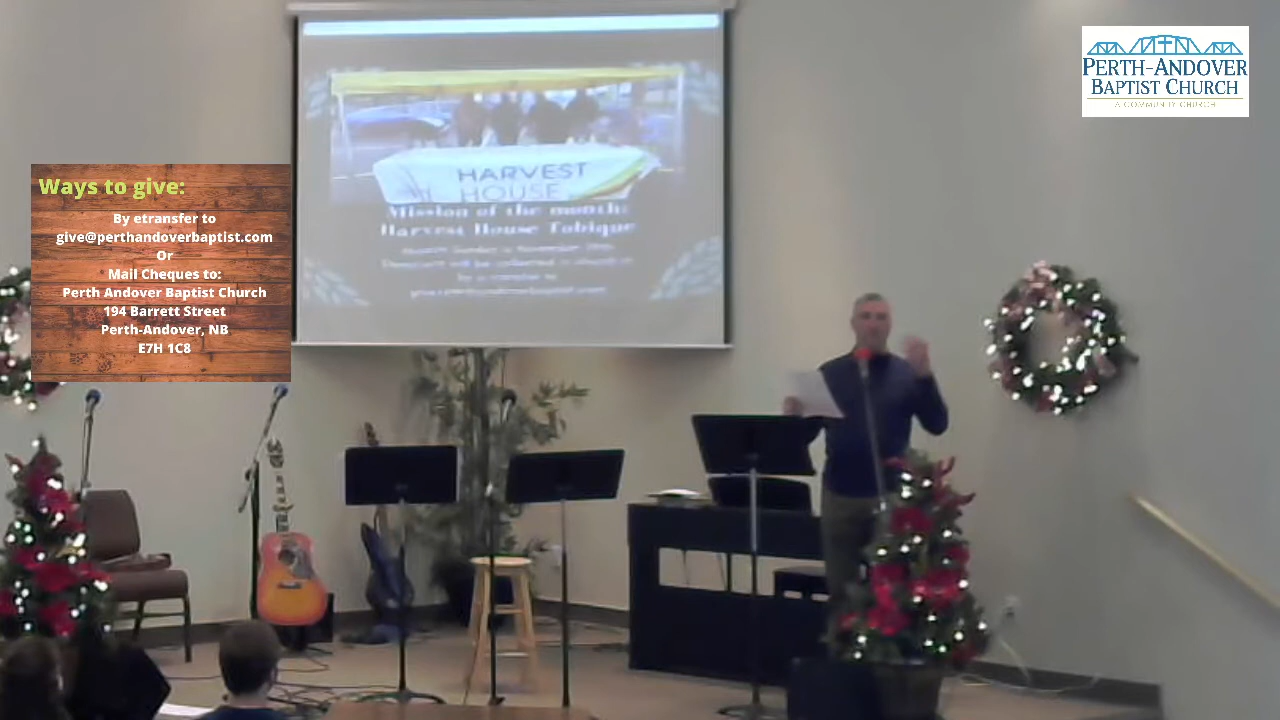 PERTH-ANDOVER
BAPTIST CHURCH
A COMMUNITY CHURCH
Ways to give:
By etransfer to
give@perthandoverbaptist.com
Or
Mail Cheques to:
Perth Andover Baptist Church
194 Barrett Street
Perth-Andover, NB
E7H 1C8
HARVEST
HOUSE
Mission of the month:
Harvest House Tobique